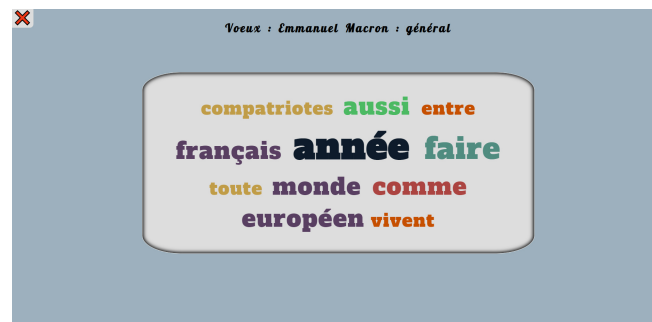 Voeux : Emmanuel Macron : général
compatriotes aussi entre
français année faire
toute monde comme
européen vivent